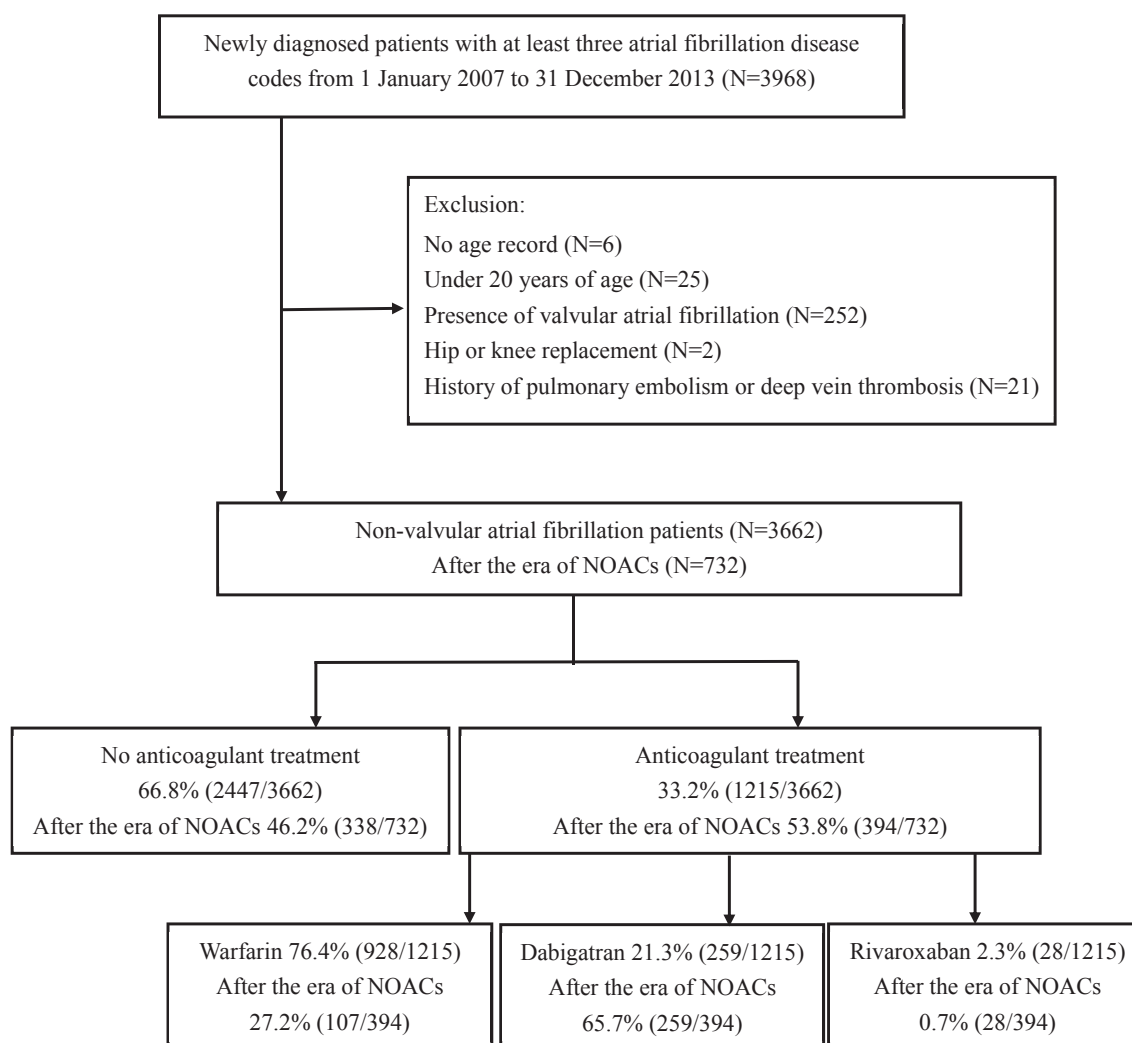 Newly diagnosed patients with at least three atrial fibrillation disease
codes from 1 January 2007 to 31 December 2013 (N=3968)
Exclusion:
No age record (N=6)
Under 20 years of age (N=25)
Presence of valvular atrial fibrillation (N=252)
Hip or knee replacement (N=2)
History of pulmonary embolism or deep vein thrombosis (N=21)
Non-valvular atrial fibrillation patients (N=3662)
After the era of NOACs (N=732)
No anticoagulant treatment
66.8% (2447/3662)
After the era of NOACs 46.2% (338/732)
Anticoagulant treatment
33.2% (1215/3662)
After the era of NOACs 53.8% (394/732)
Warfarin 76.4% (928/1215)
After the era of NOACs
27.2% (107/394)
Dabigatran 21.3% (259/1215)
After the era of NOACs
65.7% (259/394)
Rivaroxaban 2.3% (28/1215)
After the era of NOACs
0.7% (28/394)